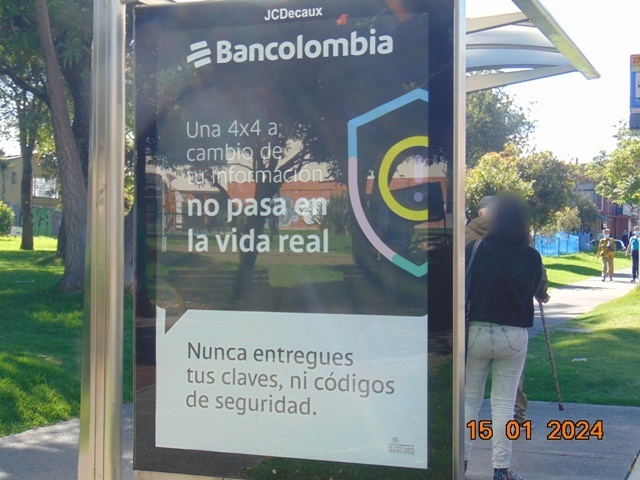 JCDecaux
Bancolombia
Una 4x4 a
cambio de
tu información
no pasa en
la vida real
Nunca entregues
tus claves, ni códigos
de seguridad.
15 01 2024